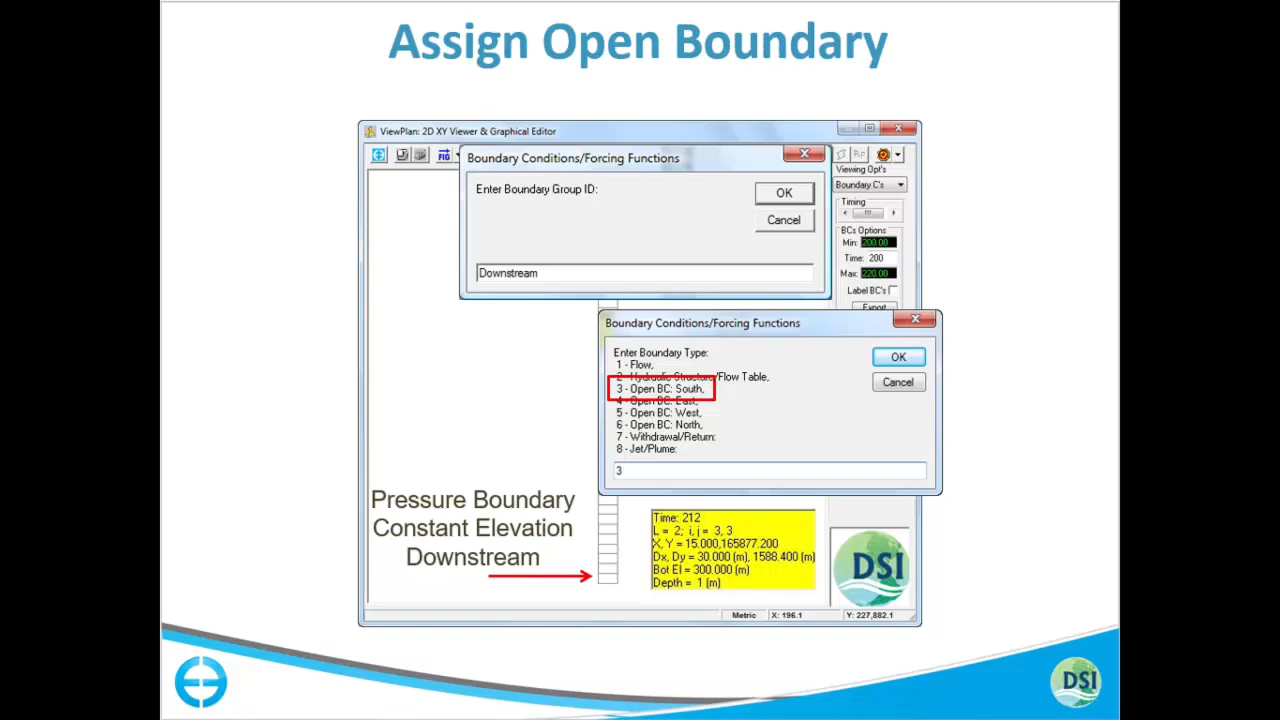 Assign Open Boundary
ViewPlan: 2D XY Viewer & Graphical Editor
FIG
Boundary Conditions/Forcing Functions
Enter Boundary Group ID:
OK
Cancel
Downstream
Viewing Opt's
Boundary C's
Timing
BCs Options
Min: 200.00
Time: 200
Max: 220.00
Label BC's
Export
Boundary Conditions/Forcing Functions
Enter Boundary Type:
1 - Flow,
2 - Hydraulic Structure/Flow Table,
3 - Open BC: South,
4 - Open BC: East,
5 - Open BC: West,
6 - Open BC: North,
7 - Withdrawal/Return:
8 - Jet/Plume:
OK
Cancel
3
Pressure Boundary
Constant Elevation
Downstream
Time: 212
L = 2; i, j = 3, 3
X, Y = 15.000,165877.200
Dx, Dy = 30.000 (m), 1588.400 (m)
Bot El = 300.000 (m)
Depth = 1 (m)
DSI
Metric
X: 196.1
Y: 227,882.1
DSI